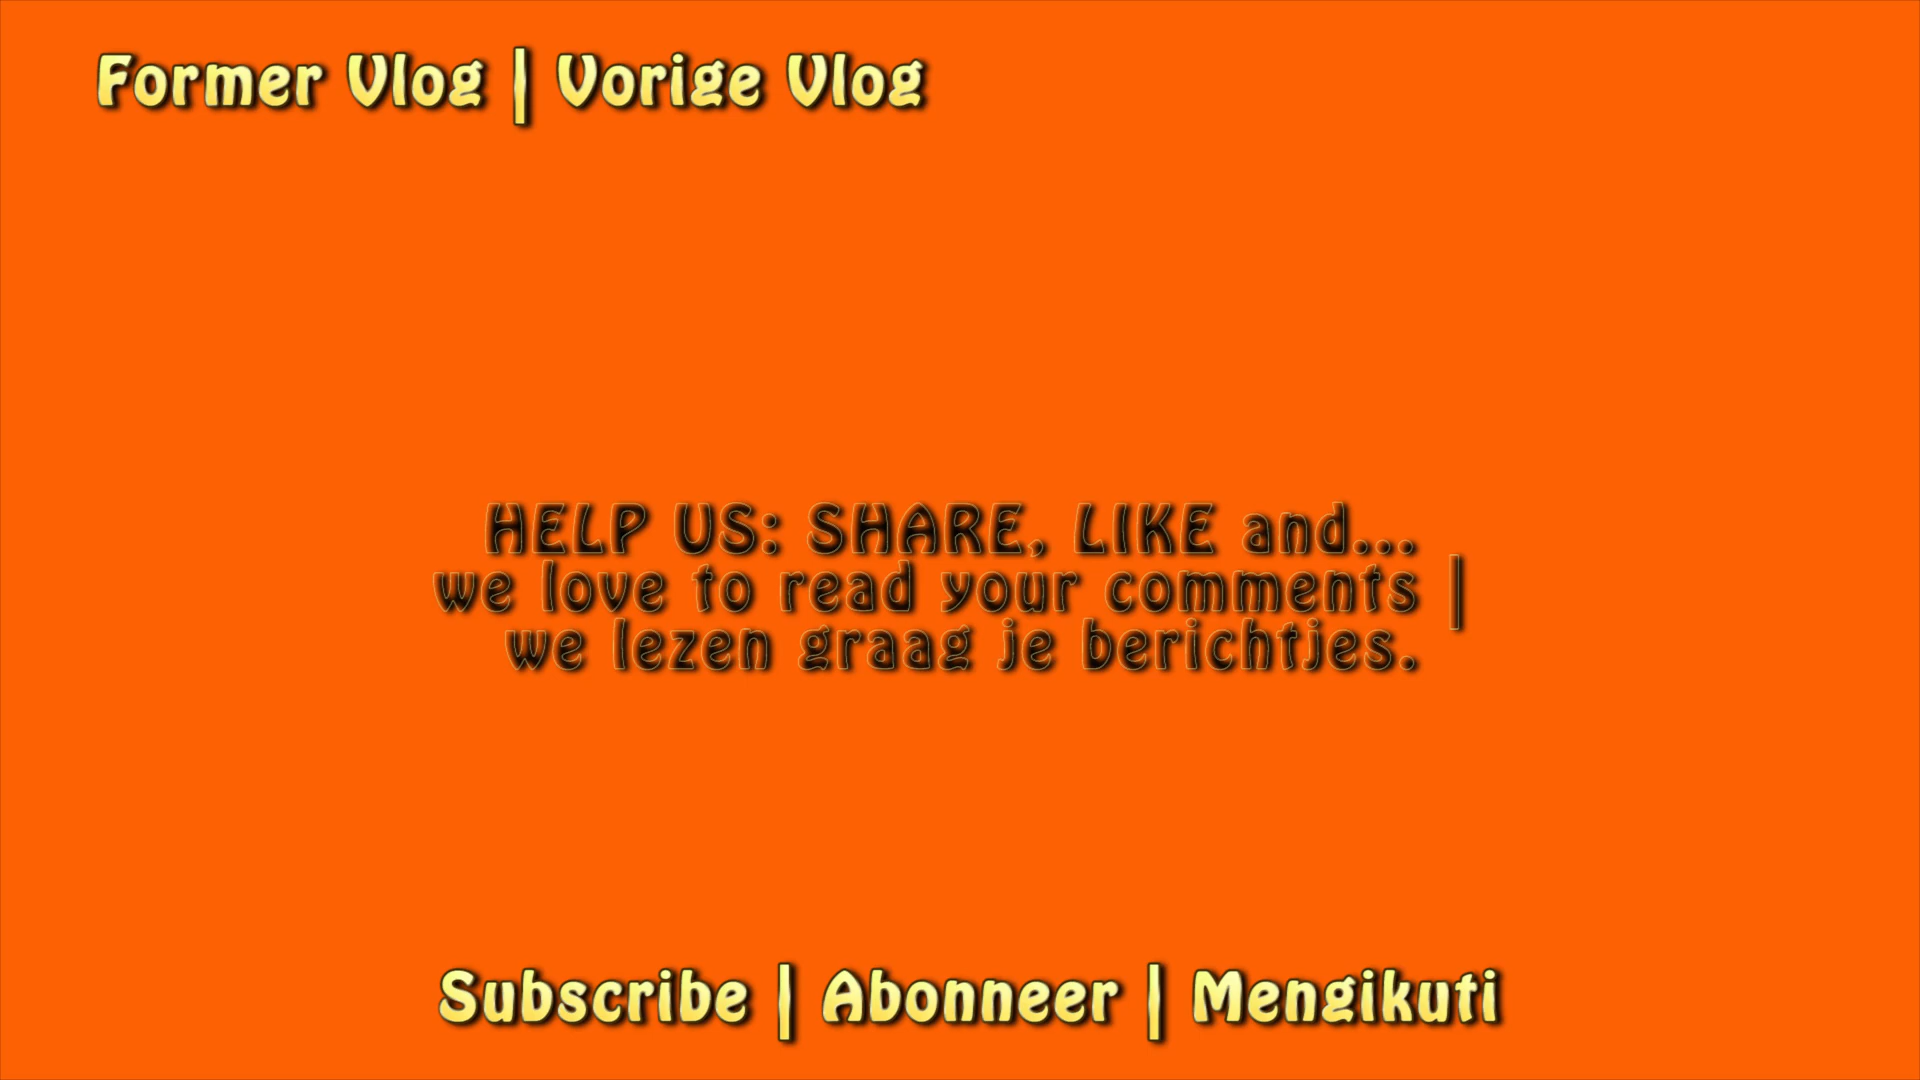 Former Vlog | Vorige Vlog
HELP US: SHARE, LIKE and...
we love to read your comments |
we lezen graag je berichtjes.
Subscribe | Abonneer | Mengikuti